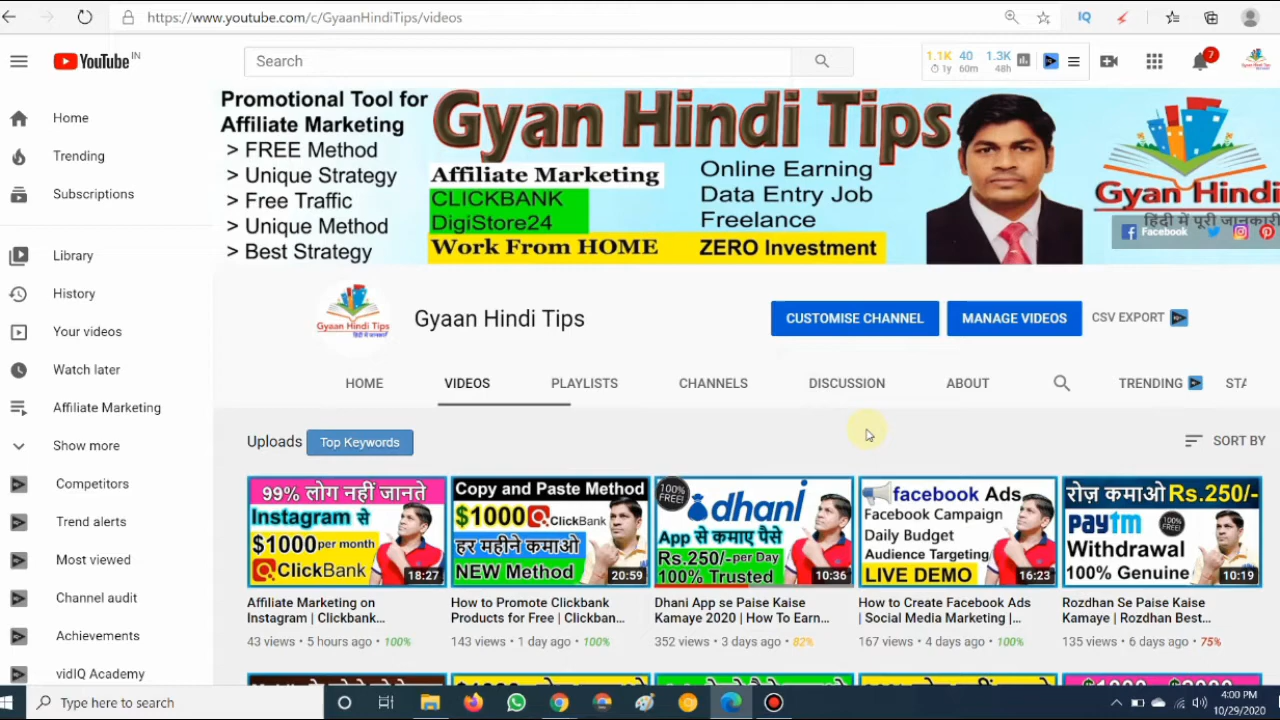 https://www.youtube.com/c/GyaanHindiTips/videos
IQ
YouTube IN
Search
1.1K 40 1.3K
1y 60m 48h
7
Home
Trending
Subscriptions
Library
History
Your videos
Watch later
Affiliate Marketing
Show more
Competitors
Trend alerts
Most viewed
Channel audit
Achievements
vidIQ Academy
Promotional Tool for
Affiliate Marketing
> FREE Method
> Unique Strategy
> Free Traffic
> Unique Method
> Best Strategy
Gyan Hindi Tips
Affiliate Marketing
CLICKBANK
DigiStore24
Work From HOME
Online Earning
Data Entry Job
Freelance
ZERO Investment
Gyan Hindi
हिंदी में पूरी जानकारी
Facebook
Gyaan Hindi Tips
Gyaan Hindi Tips
CUSTOMISE CHANNEL
MANAGE VIDEOS
CSV EXPORT
HOME
VIDEOS
PLAYLISTS
CHANNELS
DISCUSSION
ABOUT
TRENDING
STA
Uploads
Top Keywords
SORT BY
99% लोग नहीं जानते
Instagram से
$1000 per month
ClickBank
18:27
Affiliate Marketing on
Instagram | Clickbank...
43 views • 5 hours ago • 100%
Copy and Paste Method
$1000 ClickBank
हर महीने कमाओ
NEW Method
20:59
How to Promote Clickbank
Products for Free | Clickban...
143 views • 1 day ago • 100%
100% FREE!
dhani
App से कमाए पैसे
Rs.250/-per Day
100% Trusted
10:36
Dhani App se Paise Kaise
Kamaye 2020 | How To Earn...
352 views • 3 days ago • 82%
facebook Ads
Facebook Campaign
Daily Budget
Audience Targeting
LIVE DEMO
16:23
How to Create Facebook Ads
| Social Media Marketing |...
167 views • 4 days ago • 100%
रोज़ कमाओ Rs.250/-
paytm
100% FREE!
Withdrawal
100% Genuine
10:19
Rozdhan Se Paise Kaise
Kamaye | Rozdhan Best...
135 views • 6 days ago • 75%
Type here to search
4:00 PM
10/29/2020